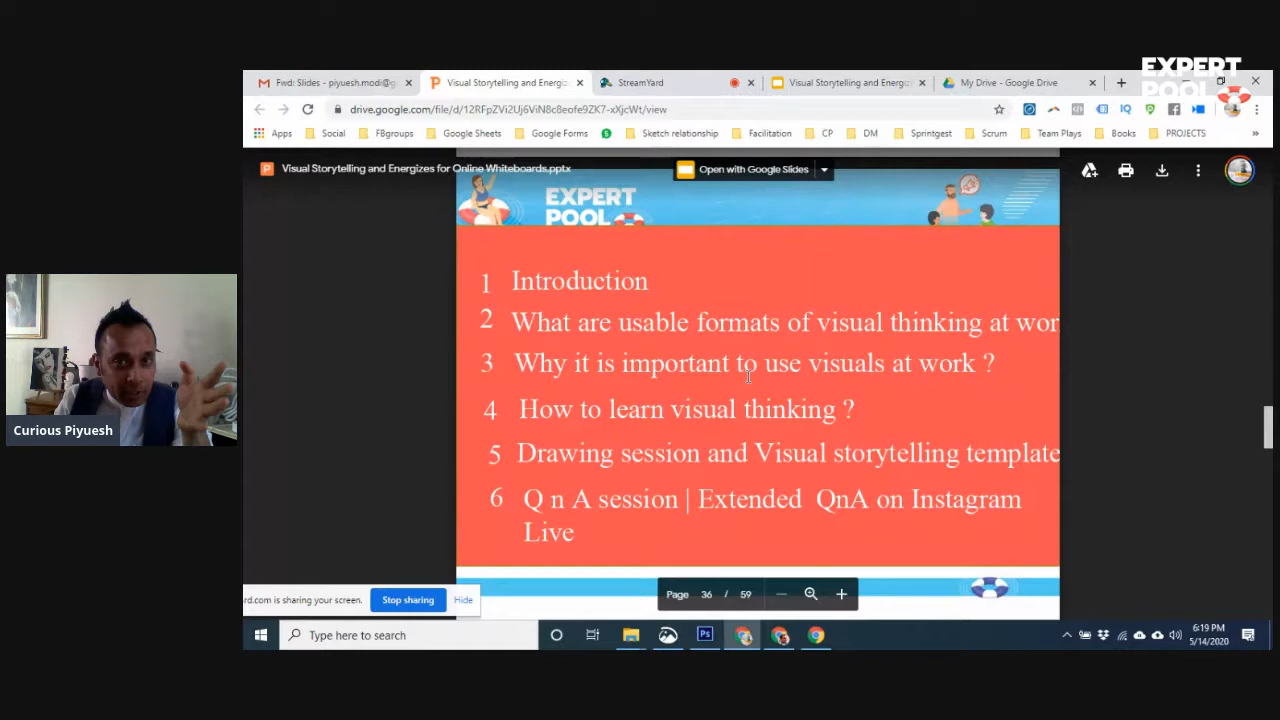 EXPERT
POOL
Fwd: Slides - piyuesh.modi@g
Visual Storytelling and Energiz
StreamYard
Visual Storytelling and Energiz
My Drive - Google Drive
drive.google.com/file/d/12RFpZVi2Uj6ViN8c8eofe9ZK7-xXjcWt/view
Apps
Social
FBgroups
Google Sheets
Google Forms
Sketch relationship
Facilitation
CP
DM
Sprintgest
Scrum
Team Plays
Books
PROJECTS
Visual Storytelling and Energizes for Online Whiteboards.pptx
Open with Google Slides
EXPERT
POOL
1 Introduction
2 What are usable formats of visual thinking at wor
3 Why it is important to use visuals at work ?
4 How to learn visual thinking ?
5 Drawing session and Visual storytelling template
6 Q n A session | Extended QnA on Instagram
Live
Curious Piyuesh
Page 36 / 59
rd.com is sharing your screen.
Stop sharing
Hide
Type here to search
Ps
6:19 PM
5/14/2020